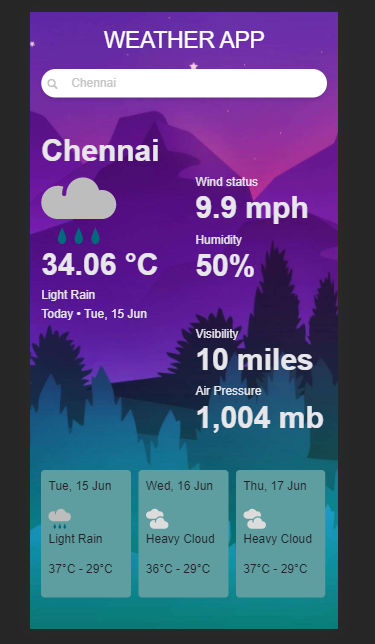 WEATHER APP
Chennai
Chennai
34.06 °C
Light Rain
Today • Tue, 15 Jun
Wind status
9.9 mph
Humidity
50%
Visibility
10 miles
Air Pressure
1,004 mb
Tue, 15 Jun
Light Rain
37°C - 29°C
Wed, 16 Jun
Heavy Cloud
36°C - 29°C
Thu, 17 Jun
Heavy Cloud
37°C - 29°C